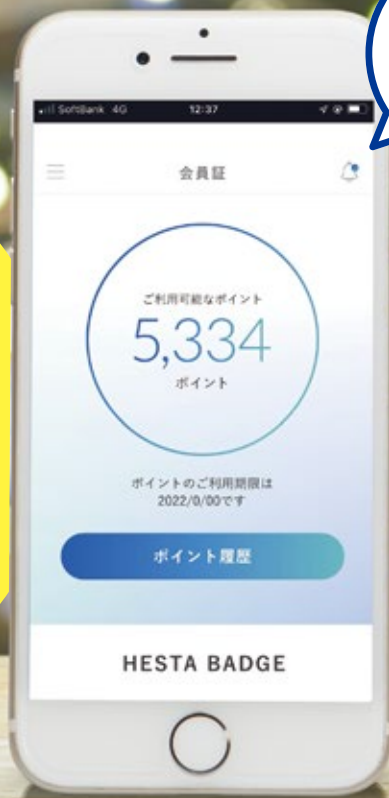 SoftBank 4G 12:37
会員証
ご利用可能なポイント
5,334
ポイント
ポイントのご利用期限は
2022/0/00です
ポイント履歴
HESTA BADGE